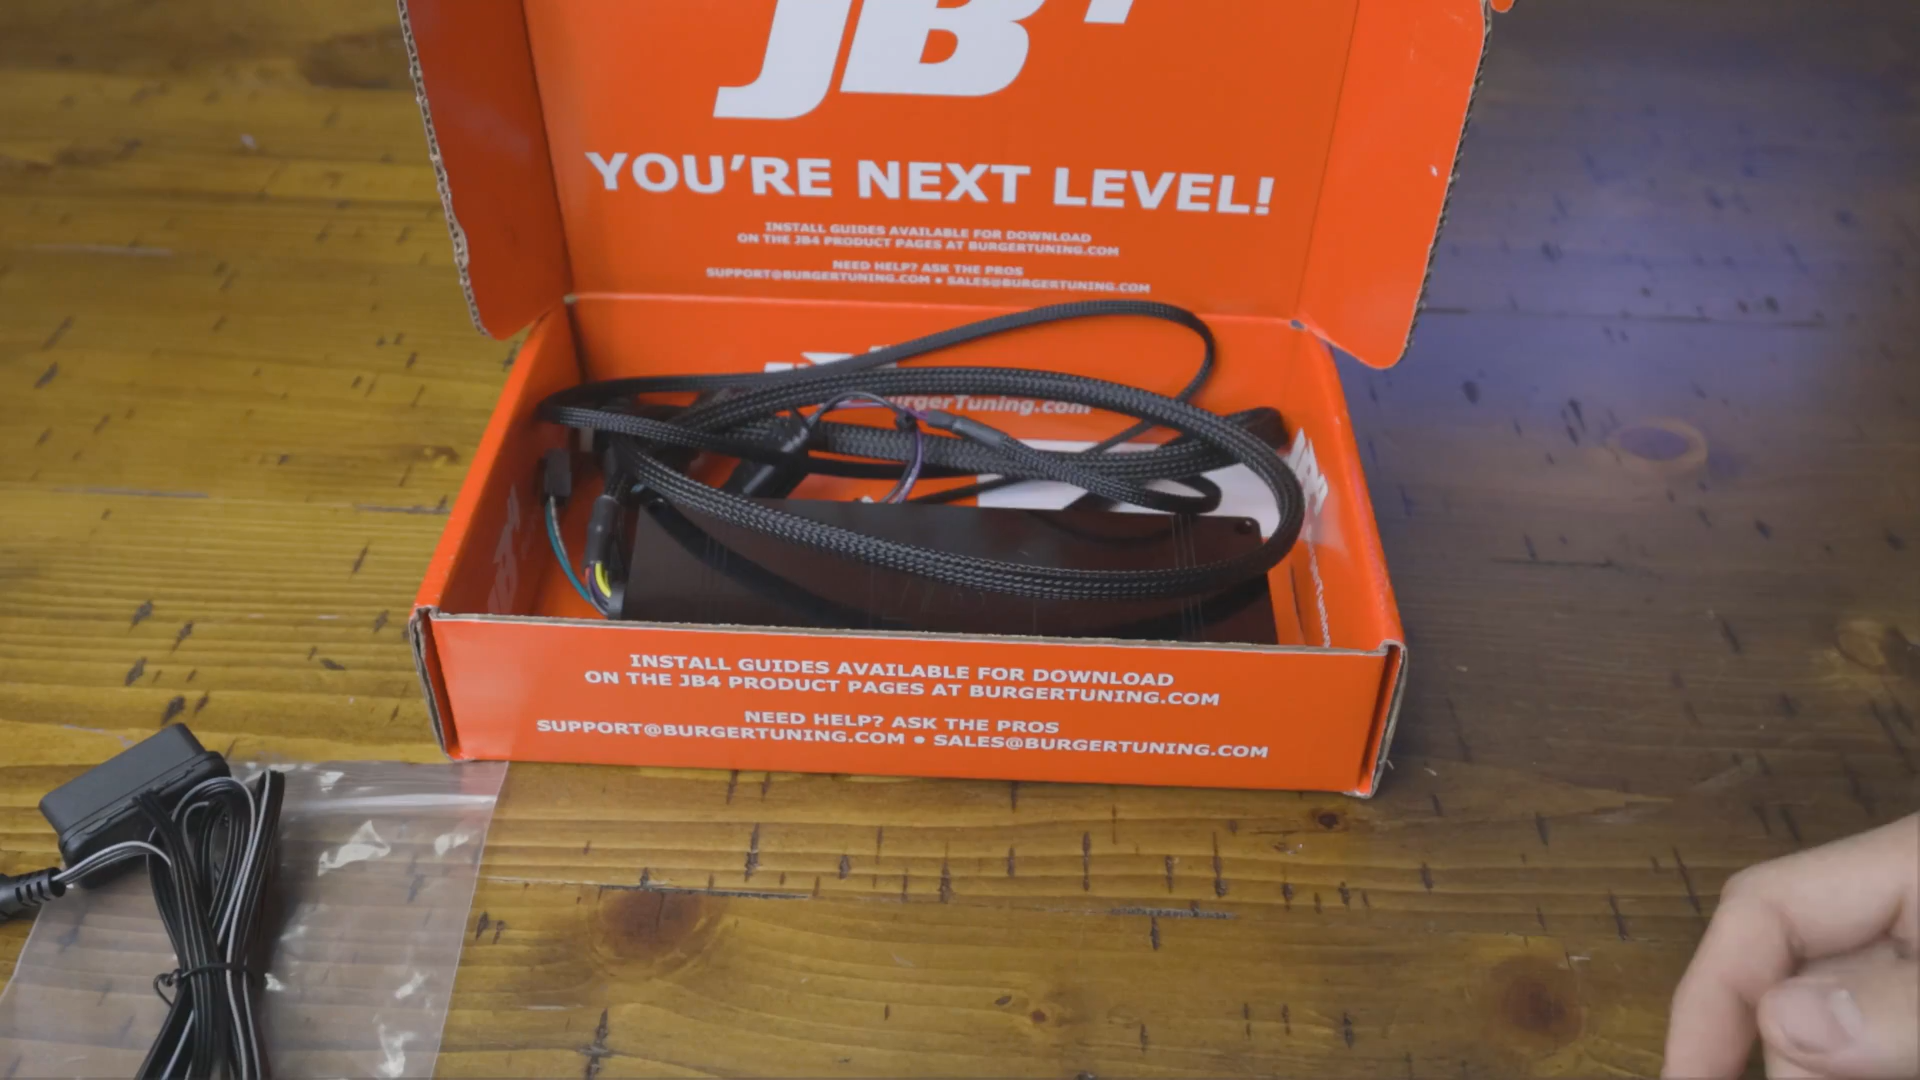 JB4
YOU'RE NEXT LEVEL!
INSTALL GUIDES AVAILABLE FOR DOWNLOAD
ON THE JB4 PRODUCT PAGES AT BURGERTUNING.COM
NEED HELP? ASK THE PROS
SUPPORT@BURGERTUNING.COM • SALES@BURGERTUNING.COM
BurgerTuning.com
INSTALL GUIDES AVAILABLE FOR DOWNLOAD
ON THE JB4 PRODUCT PAGES AT BURGERTUNING.COM
NEED HELP? ASK THE PROS
SUPPORT@BURGERTUNING.COM • SALES@BURGERTUNING.COM